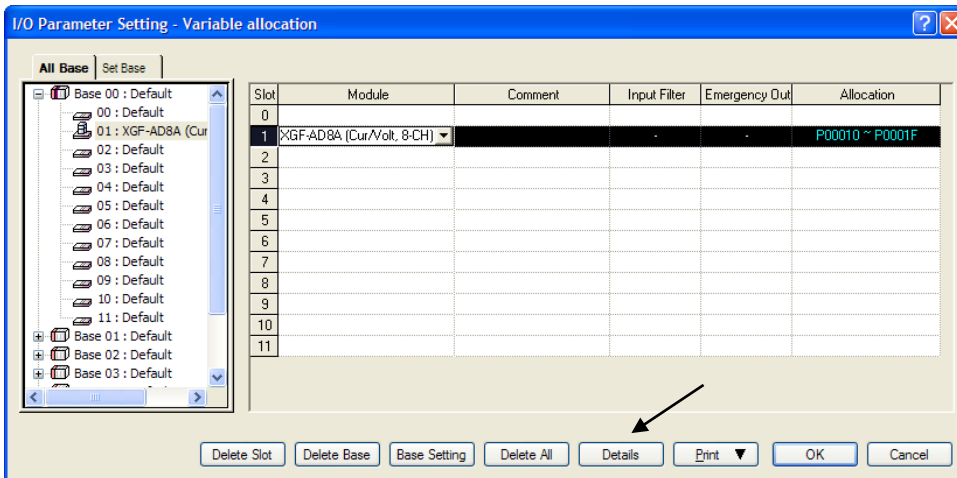 I/O Parameter Setting - Variable allocation
All Base Set Base
Base 00 : Default
00 : Default
01 : XGF-AD8A (Cur
02 : Default
03 : Default
04 : Default
05 : Default
06 : Default
07 : Default
08 : Default
09 : Default
10 : Default
11 : Default
Base 01 : Default
Base 02 : Default
Base 03 : Default
Slot Module Comment Input Filter Emergency Out Allocation
0
1 XGF-AD8A (Cur/Volt, 8-CH) - - P00010 ~ P0001F
2
3
4
5
6
7
8
9
10
11
Delete Slot Delete Base Base Setting Delete All Details Print ▼ OK Cancel